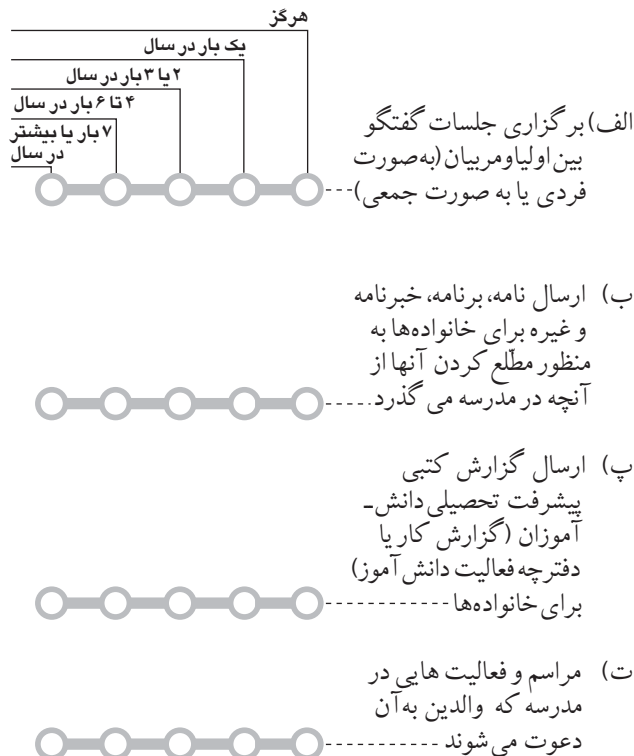 هرگز
یک بار در سال
۲ یا ۳ بار در سال
۴ تا ۶ بار در سال
۷ بار یا بیشتر
در سال
الف) برگزاری جلسات گفتگو
بین اولیاومربیان (به‌صورت
فردی یا به صورت جمعی)
ب) ارسال نامه، برنامه، خبرنامه
و غیره برای خانواده‌ها به
منظور مطّلع کردن آنها از
آنچه در مدرسه می گذرد
پ) ارسال گزارش کتبی
پیشرفت تحصیلی دانش-
آموزان (گزارش کار یا
دفترچه فعالیت دانش آموز)
برای خانواده‌ها
ت) مراسم و فعالیت هایی در
مدرسه که والدین به آن
دعوت می شوند